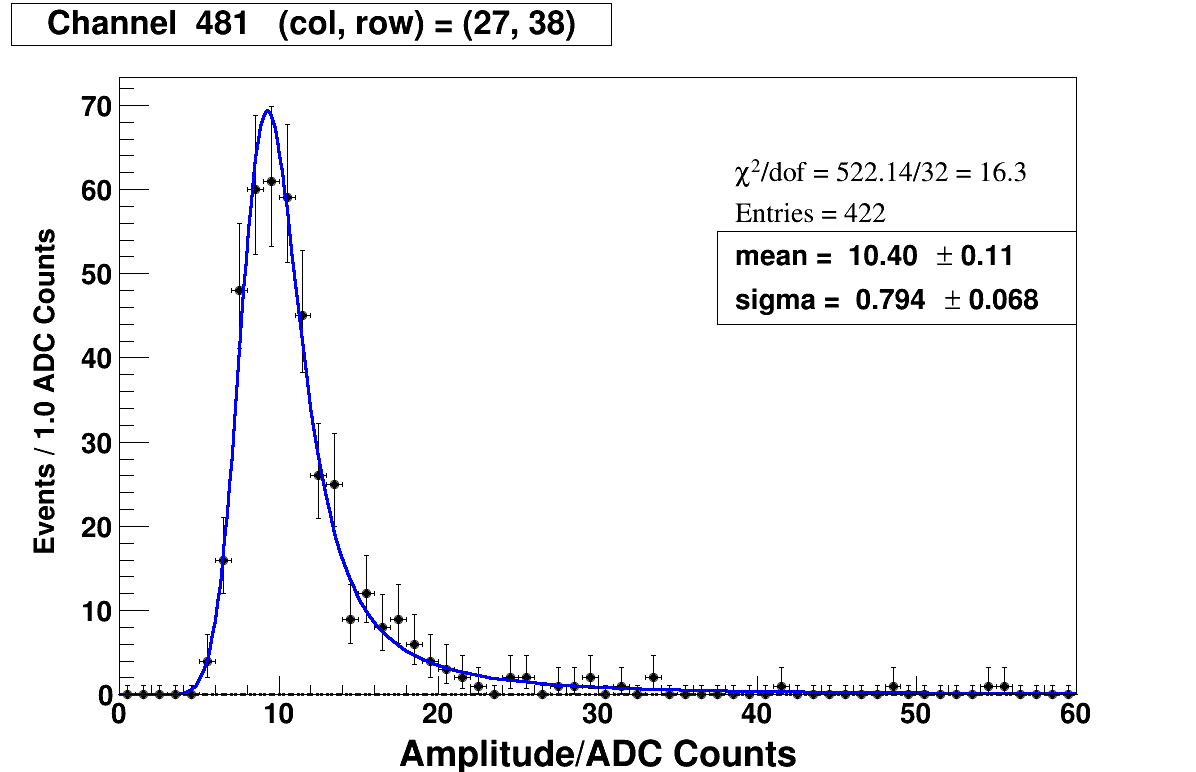 Channel 481 (col, row) = (27, 38)
χ²/dof = 522.14/32 = 16.3
Entries = 422
mean = 10.40 ± 0.11
sigma = 0.794 ± 0.068
Events / 1.0 ADC Counts
70
60
50
40
30
20
10
0
0 10 20 30 40 50 60
Amplitude/ADC Counts